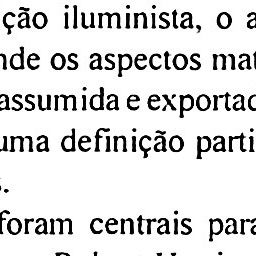 ção iluminista, o a
nde os aspectos mat
assumida e exportad
uma definição parti
.
foram centrais para